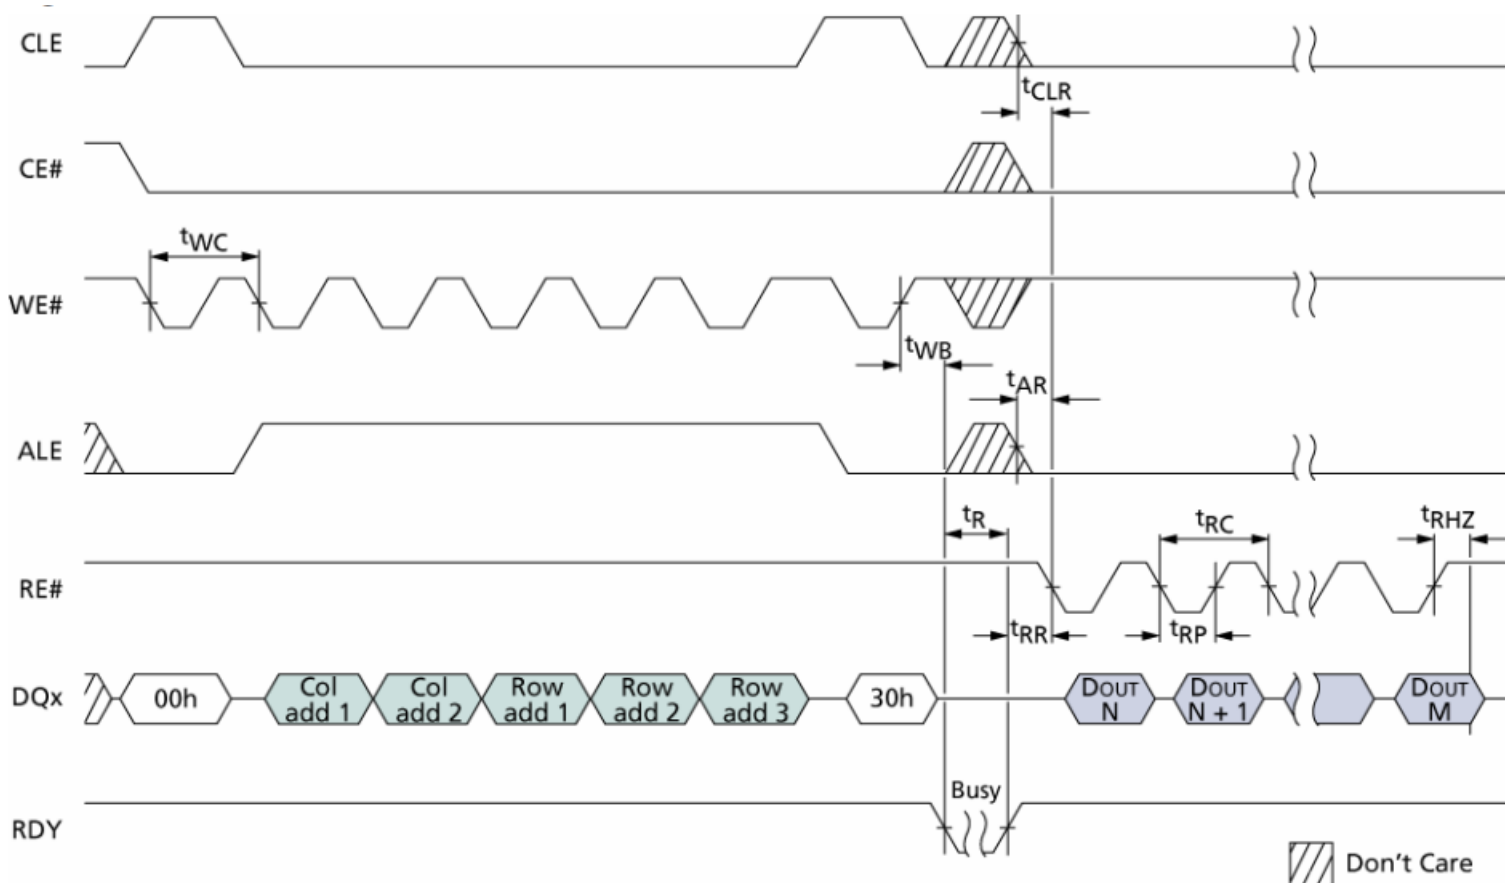 CLE
tCLR
CE#
tWC
WE#
tWB
tAR
ALE
tR
tRC
tRHZ
RE#
tRR
tRP
DQx
00h
Col
add 1
Col
add 2
Row
add 1
Row
add 2
Row
add 3
30h
DOUT
N
DOUT
N + 1
DOUT
M
Busy
RDY
Don't Care